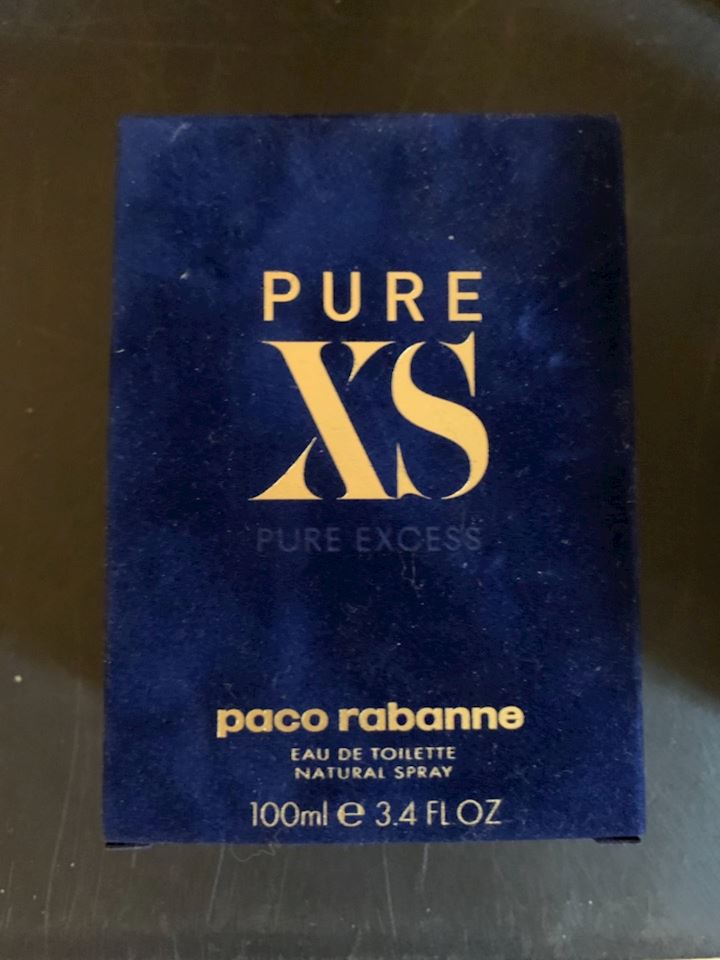 PURE
XS
PURE EXCESS
paco rabanne
EAU DE TOILETTE
NATURAL SPRAY
100ml ℮ 3.4 FL OZ